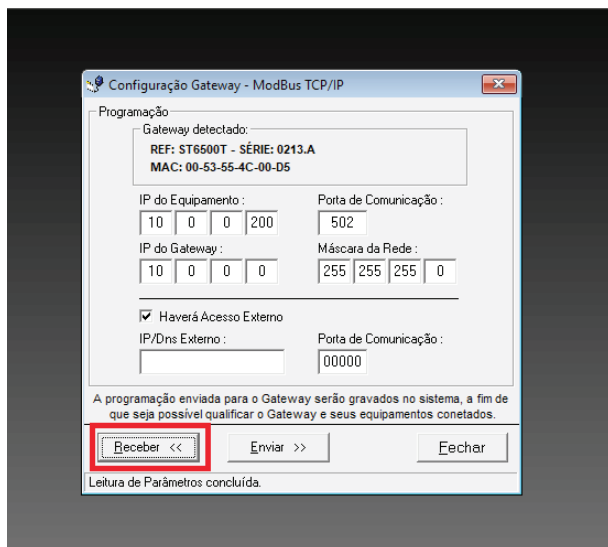 Configuração Gateway - ModBus TCP/IP
Programação
Gateway detectado:
REF: ST6500T - SÉRIE: 0213.A
MAC: 00-53-55-4C-00-D5
IP do Equipamento : Porta de Comunicação :
10 0 0 200 502
IP do Gateway : Máscara da Rede :
10 0 0 0 255 255 255 0
Haverá Acesso Externo
IP/Dns Externo : Porta de Comunicação :
00000
A programação enviada para o Gateway serão gravados no sistema, a fim de
que seja possível qualificar o Gateway e seus equipamentos conetados.
Receber << Enviar >> Fechar
Leitura de Parâmetros concluída.